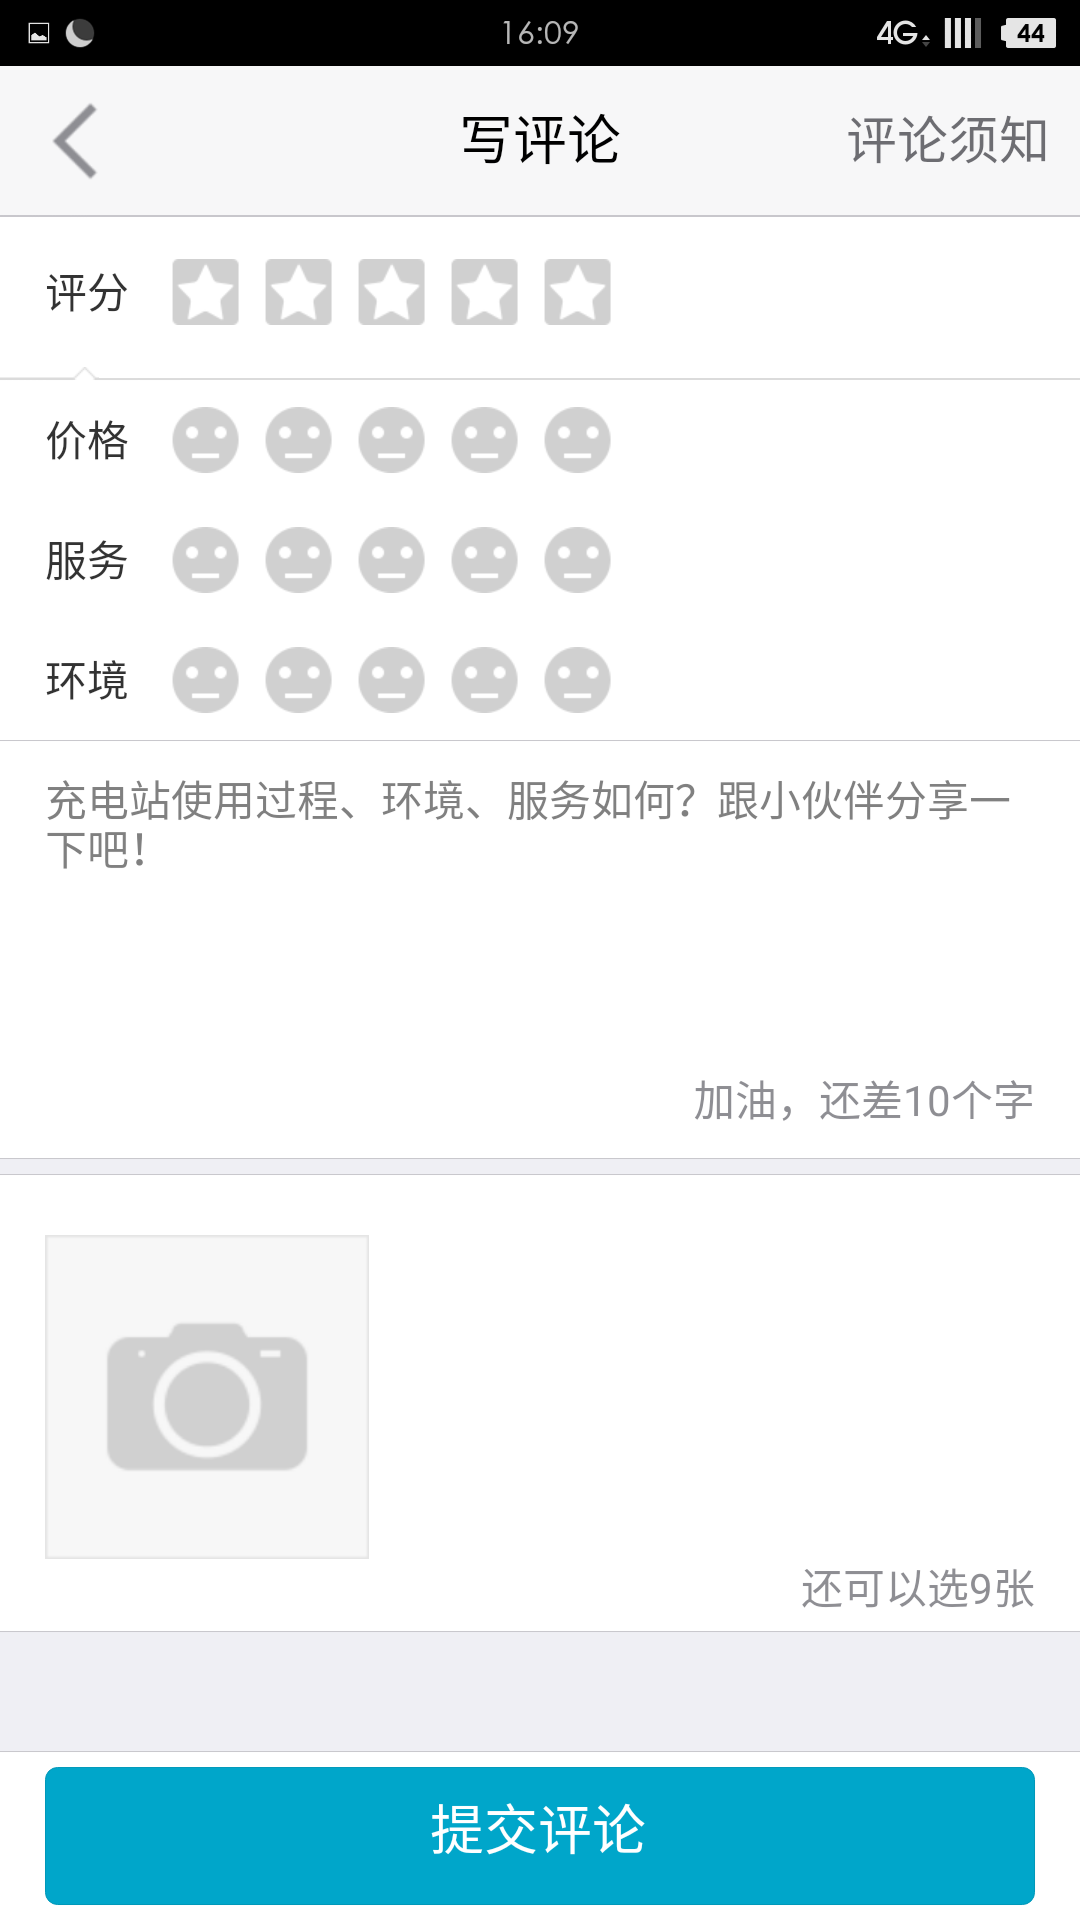 16:09
4G
44
写评论
评论须知
评分
价格
服务
环境
充电站使用过程、环境、服务如何？跟小伙伴分享一
下吧！
加油，还差10个字
还可以选9张
提交评论